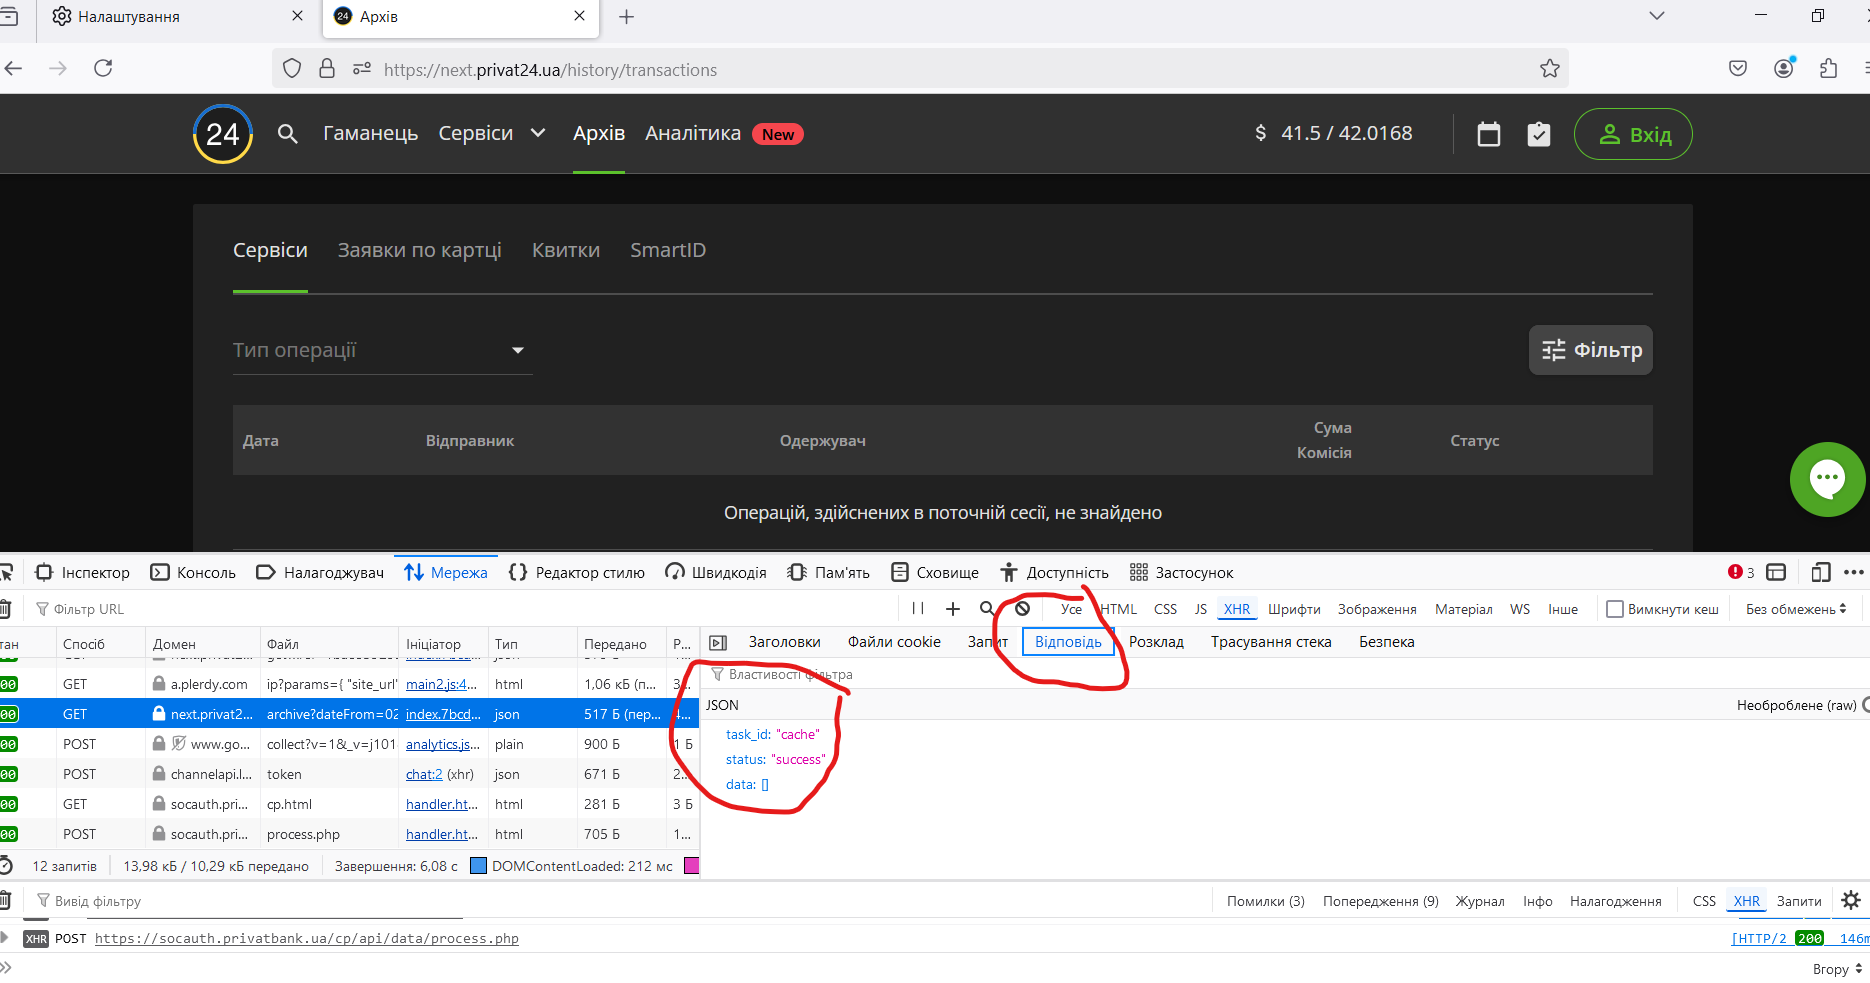 Налаштування
24 Архів
https://next.privat24.ua/history/transactions
24 Гаманець Сервіси Архів Аналітика New $ 41.5 / 42.0168 Вхід
Сервіси Заявки по картці Квитки SmartID
Тип операції Фільтр
Дата Відправник Одержувач Сума Комісія Статус
Операцій, здійснених в поточній сесії, не знайдено
Інспектор Консоль Налагоджувач Мережа Редактор стилю Швидкодія Пам'ять Сховище Доступність Застосунок 3
Фільтр URL Усе HTML CSS JS XHR Шрифти Зображення Матеріал WS Інше Вимкнути кеш Без обмежень
тан Спосіб Домен Файл Ініціатор Тип Передано Р...
Заголовки Файли cookie Запит Відповідь Розклад Трасування стека Безпека
Властивості фільтра
00 GET a.plerdy.com ip?params={ "site_url" main2.js:4... html 1,06 кБ (п... 3...
JSON Необроблене (raw)
00 GET next.privat2... archive?dateFrom=02 index.7bcd... json 517 Б (пер... 4...
task_id: "cache"
00 POST www.go... collect?v=1&_v=j101 analytics.js... plain 900 Б 1 Б
status: "success"
00 POST channelapi.l... token chat:2 (xhr) json 671 Б 2...
data: []
00 GET socauth.pri... cp.html handler.ht... html 281 Б 3 Б
00 POST socauth.pri... process.php handler.ht... html 705 Б 1...
12 запитів 13,98 кБ / 10,29 кБ передано Завершення: 6,08 с DOMContentLoaded: 212 мс
Вивід фільтру Помилки (3) Попередження (9) Журнал Інфо Налагодження CSS XHR Запити
XHR POST https://socauth.privatbank.ua/cp/api/data/process.php [HTTP/2 200 146m
Вгору